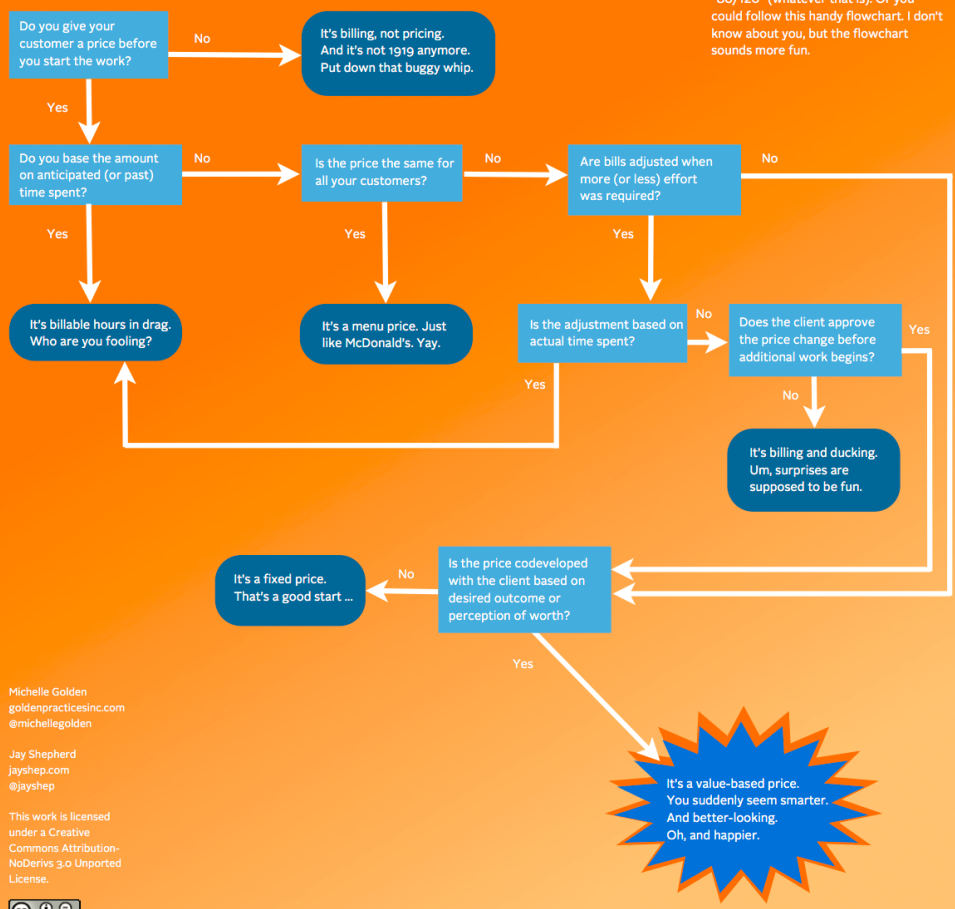 could follow this handy flowchart. I don't
know about you, but the flowchart
sounds more fun.
Do you give your
customer a price before
you start the work?
No
It's billing, not pricing.
And it's not 1919 anymore.
Put down that buggy whip.
Yes
Do you base the amount
on anticipated (or past)
time spent?
No
Is the price the same for
all your customers?
No
Are bills adjusted when
more (or less) effort
was required?
No
Yes
Yes
Yes
It's billable hours in drag.
Who are you fooling?
It's a menu price. Just
like McDonald's. Yay.
Is the adjustment based on
actual time spent?
No
Does the client approve
the price change before
additional work begins?
Yes
Yes
No
It's billing and ducking.
Um, surprises are
supposed to be fun.
Is the price codeveloped
with the client based on
desired outcome or
perception of worth?
No
It's a fixed price.
That's a good start ...
Yes
It's a value-based price.
You suddenly seem smarter.
And better-looking.
Oh, and happier.
Michelle Golden
goldenpracticesinc.com
@michellegolden
Jay Shepherd
jayshep.com
@jayshep
This work is licensed
under a Creative
Commons Attribution-
NoDerivs 3.0 Unported
License.